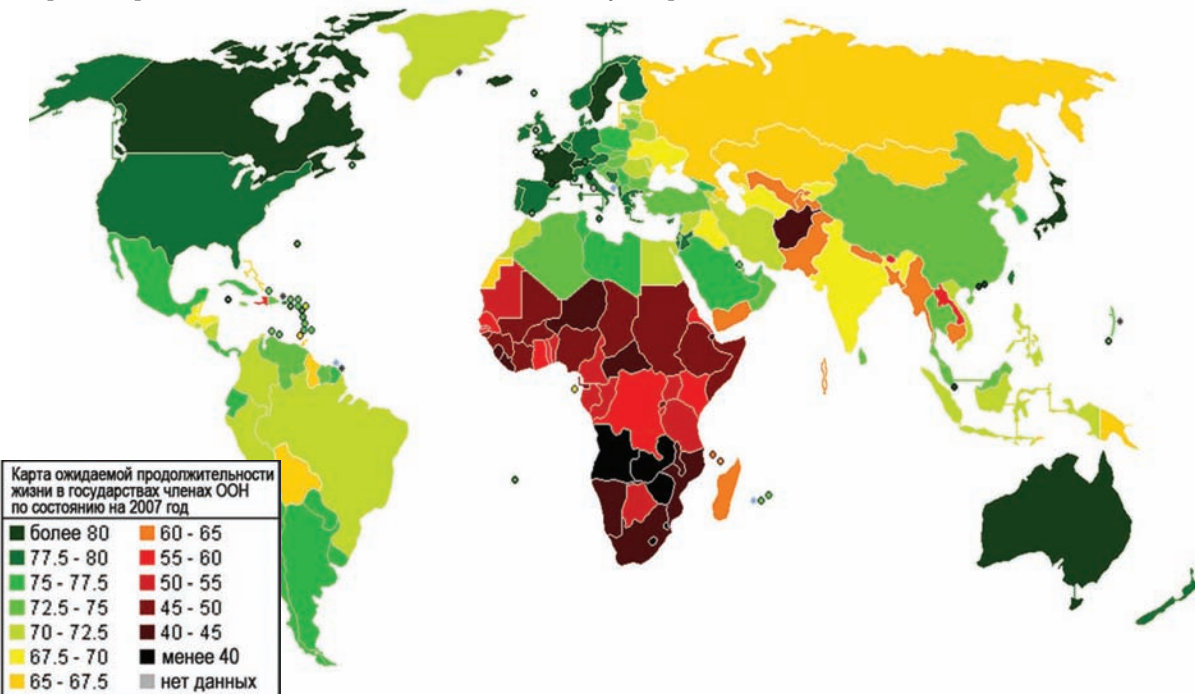 Карта ожидаемой продолжительности
жизни в государствах членах ООН
по состоянию на 2007 год
более 80
77.5 - 80
75 - 77.5
72.5 - 75
70 - 72.5
67.5 - 70
65 - 67.5
60 - 65
55 - 60
50 - 55
45 - 50
40 - 45
менее 40
нет данных